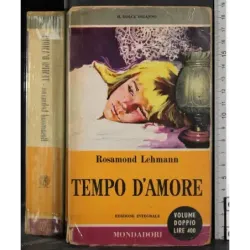 Rosamond Lehmann
TEMPO D'AMORE
EDIZIONE INTEGRALE
VOLUME
DOPPIO
LIRE 400
MONDADORI